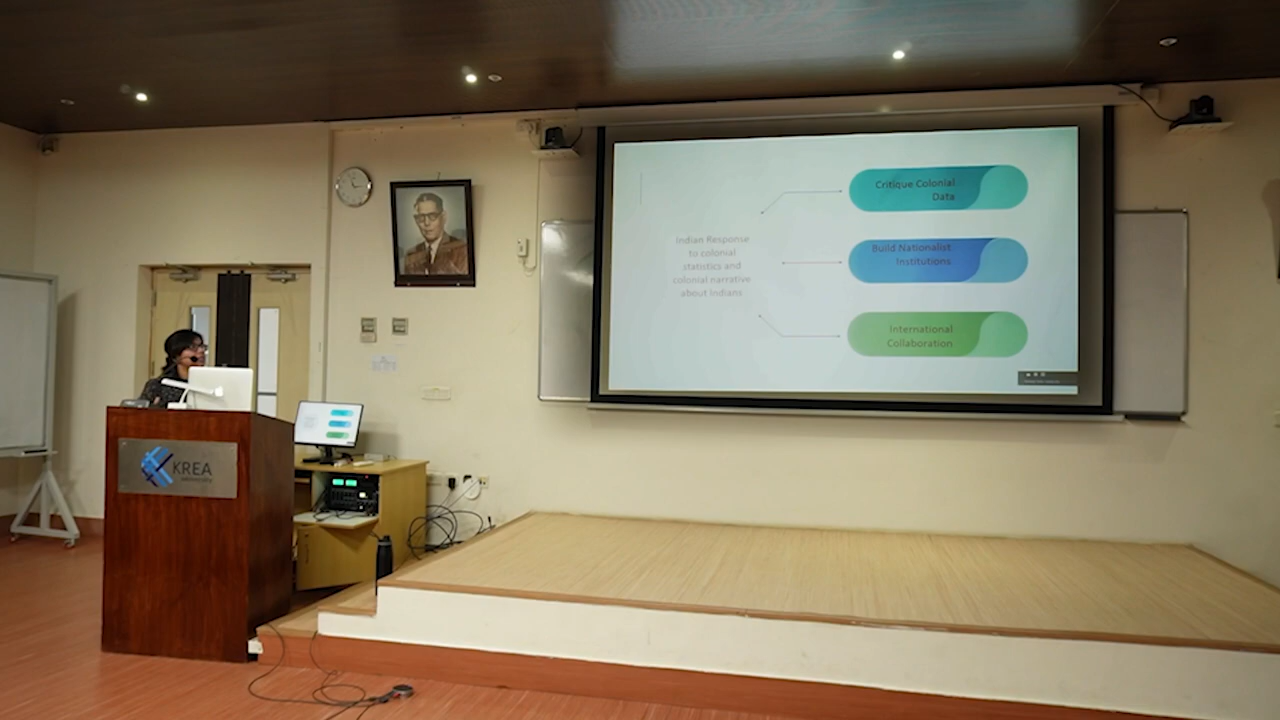 Indian Response
to colonial
statistics and
colonial narrative
about Indians
Critique Colonial
Data
Build Nationalist
Institutions
International
Collaboration
KREA
university